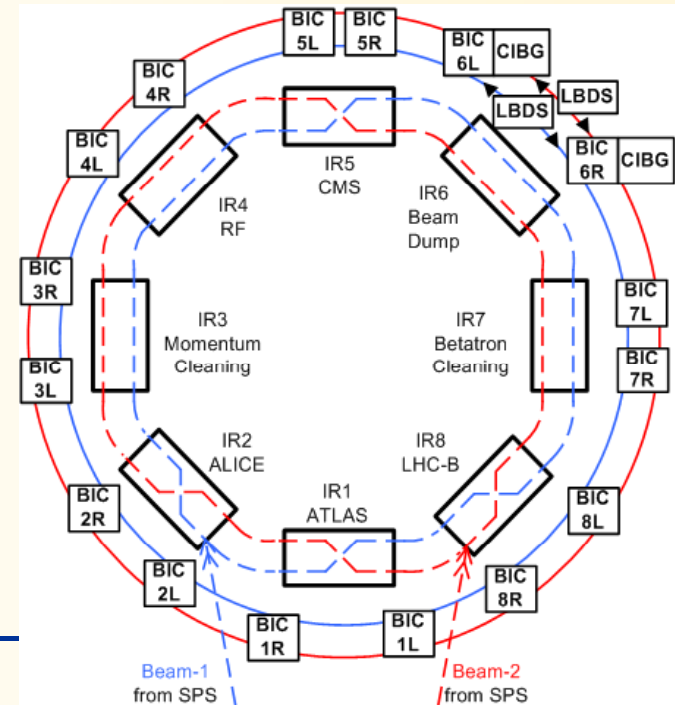 BIC
5L
BIC
5R
BIC
6L
CIBG
LBDS
LBDS
BIC
6R
CIBG
BIC
4R
BIC
4L
BIC
3R
BIC
3L
BIC
2R
BIC
2L
BIC
1R
BIC
1L
BIC
8R
BIC
8L
BIC
7R
BIC
7L
IR5
CMS
IR4
RF
IR6
Beam
Dump
IR3
Momentum
Cleaning
IR7
Betatron
Cleaning
IR2
ALICE
IR8
LHC-B
IR1
ATLAS
Beam-1
from SPS
Beam-2
from SPS